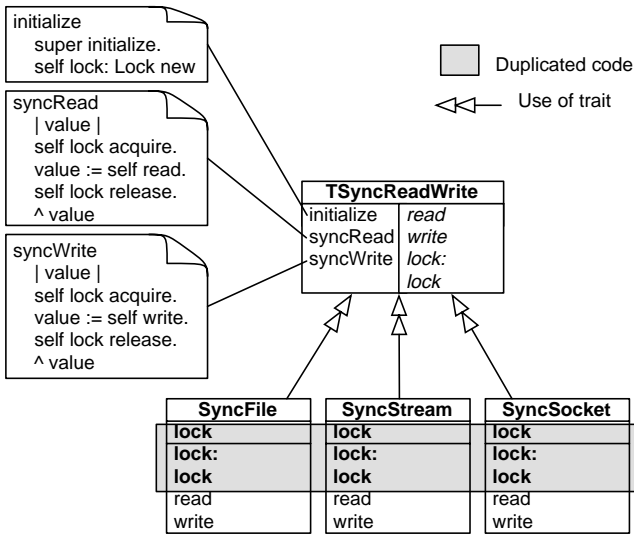 initialize
super initialize.
self lock: Lock new
syncRead
| value |
self lock acquire.
value := self read.
self lock release.
^ value
syncWrite
| value |
self lock acquire.
value := self write.
self lock release.
^ value
Duplicated code
Use of trait
TSyncReadWrite
initialize read
syncRead write
syncWrite lock:
lock
SyncFile
lock
lock:
lock
read
write
SyncStream
lock
lock:
lock
read
write
SyncSocket
lock
lock:
lock
read
write